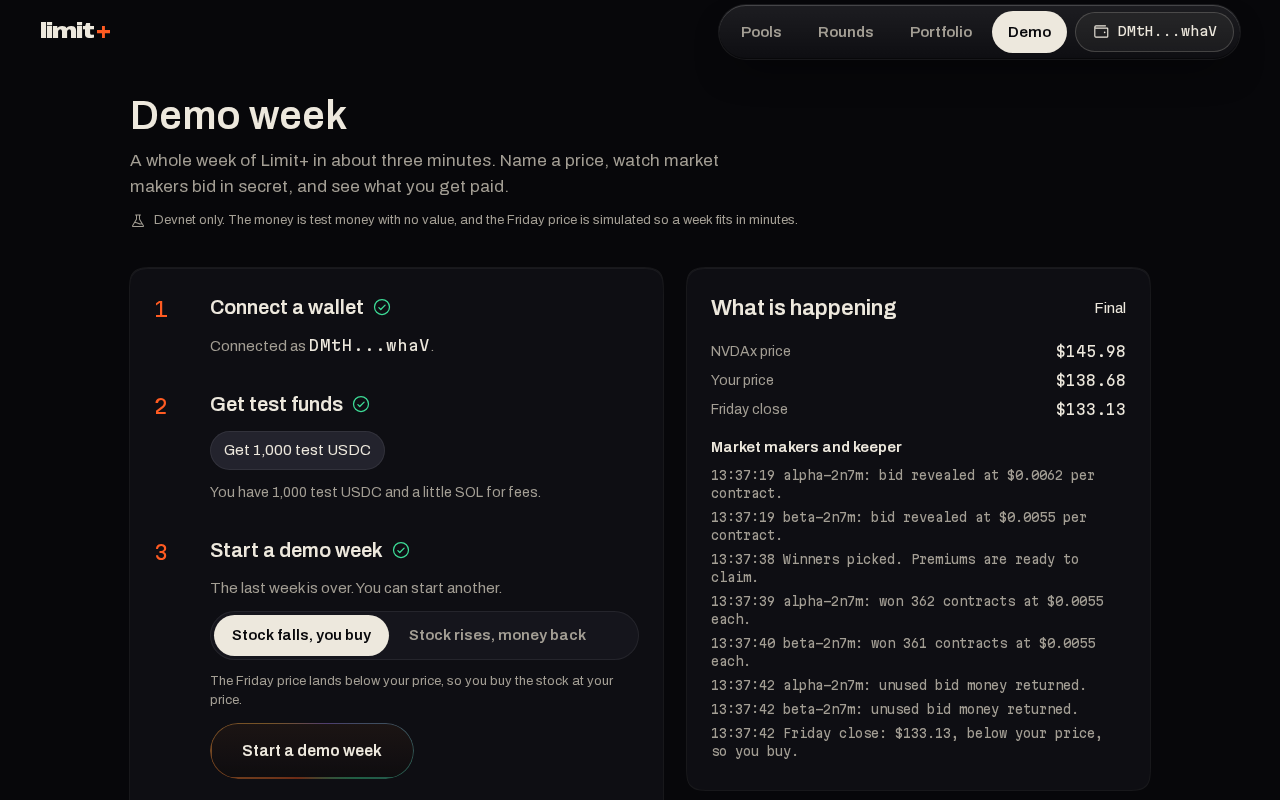 limit+
Pools
Rounds
Portfolio
Demo
DMtH...whaV
Demo week
A whole week of Limit+ in about three minutes. Name a price, watch market
makers bid in secret, and see what you get paid.
Devnet only. The money is test money with no value, and the Friday price is simulated so a week fits in minutes.
1
Connect a wallet
Connected as DMtH...whaV.
2
Get test funds
Get 1,000 test USDC
You have 1,000 test USDC and a little SOL for fees.
3
Start a demo week
The last week is over. You can start another.
Stock falls, you buy
Stock rises, money back
The Friday price lands below your price, so you buy the stock at your
price.
Start a demo week
What is happening
Final
NVDAx price $145.98
Your price $138.68
Friday close $133.13
Market makers and keeper
13:37:19 alpha-2n7m: bid revealed at $0.0062 per
contract.
13:37:19 beta-2n7m: bid revealed at $0.0055 per
contract.
13:37:38 Winners picked. Premiums are ready to
claim.
13:37:39 alpha-2n7m: won 362 contracts at $0.0055
each.
13:37:40 beta-2n7m: won 361 contracts at $0.0055
each.
13:37:42 alpha-2n7m: unused bid money returned.
13:37:42 beta-2n7m: unused bid money returned.
13:37:42 Friday close: $133.13, below your price,
so you buy.